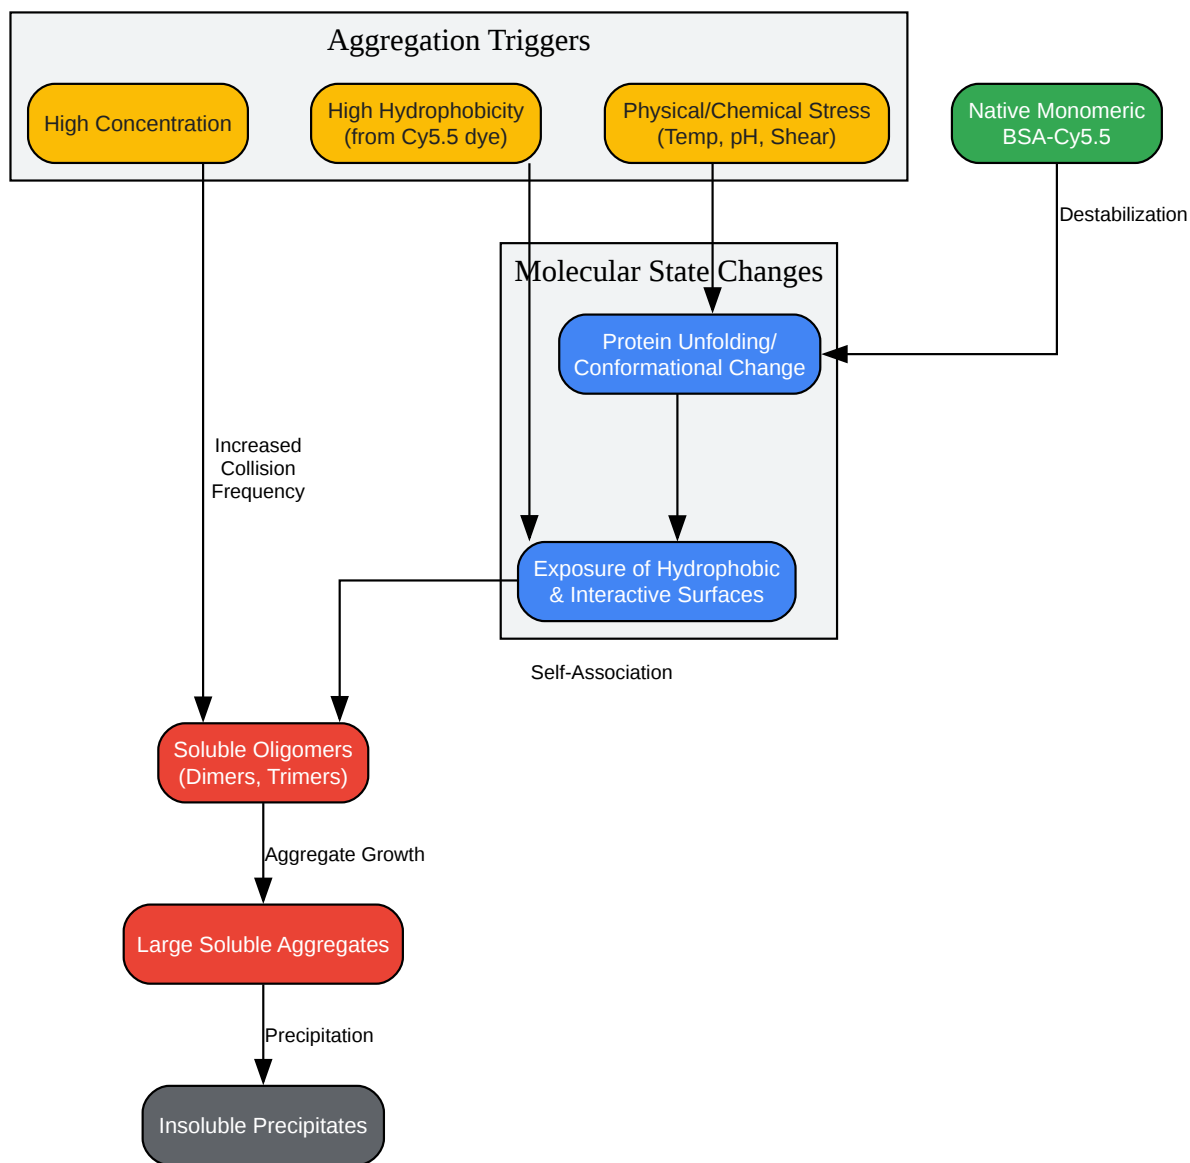 Aggregation Triggers
High Concentration
High Hydrophobicity
(from Cy5.5 dye)
Physical/Chemical Stress
(Temp, pH, Shear)
Native Monomeric
BSA-Cy5.5
Destabilization
Molecular State Changes
Protein Unfolding/
Conformational Change
Increased
Collision
Frequency
Exposure of Hydrophobic
& Interactive Surfaces
Self-Association
Soluble Oligomers
(Dimers, Trimers)
Aggregate Growth
Large Soluble Aggregates
Precipitation
Insoluble Precipitates